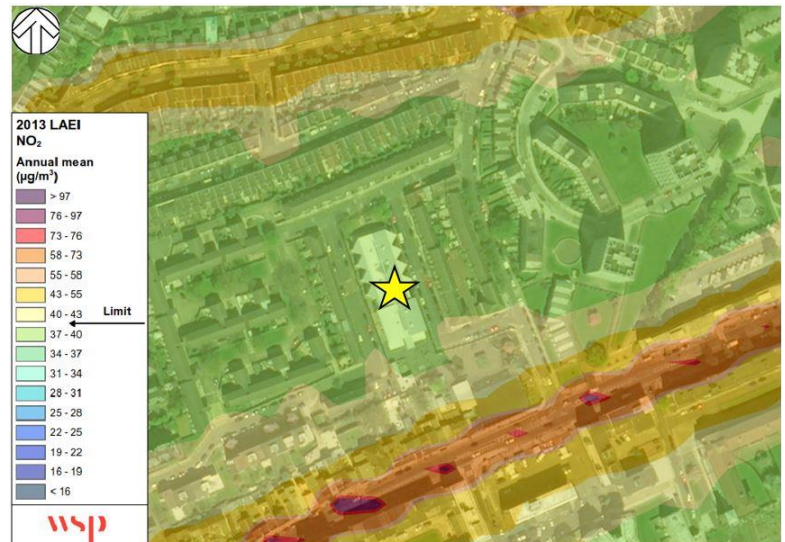 2013 LAEI
NO₂
Annual mean
(µg/m³)
> 97
76 - 97
73 - 76
58 - 73
55 - 58
43 - 55
40 - 43
Limit
37 - 40
34 - 37
31 - 34
28 - 31
25 - 28
22 - 25
19 - 22
16 - 19
< 16
wsp